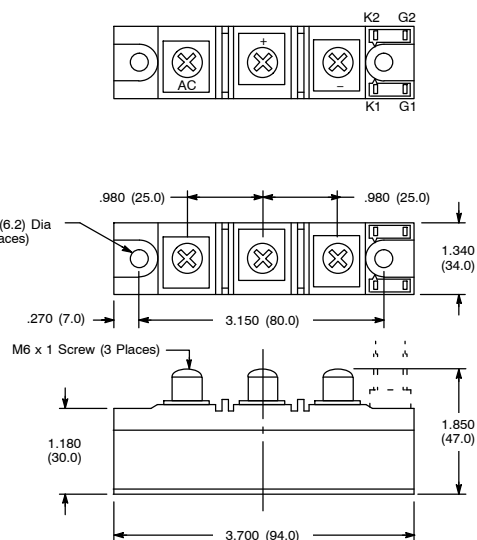 K2 G2
+
AC
–
K1 G1
.980 (25.0)
.980 (25.0)
(6.2) Dia
aces)
1.340
(34.0)
.270 (7.0)
3.150 (80.0)
M6 x 1 Screw (3 Places)
1.180
(30.0)
1.850
(47.0)
3.700 (94.0)